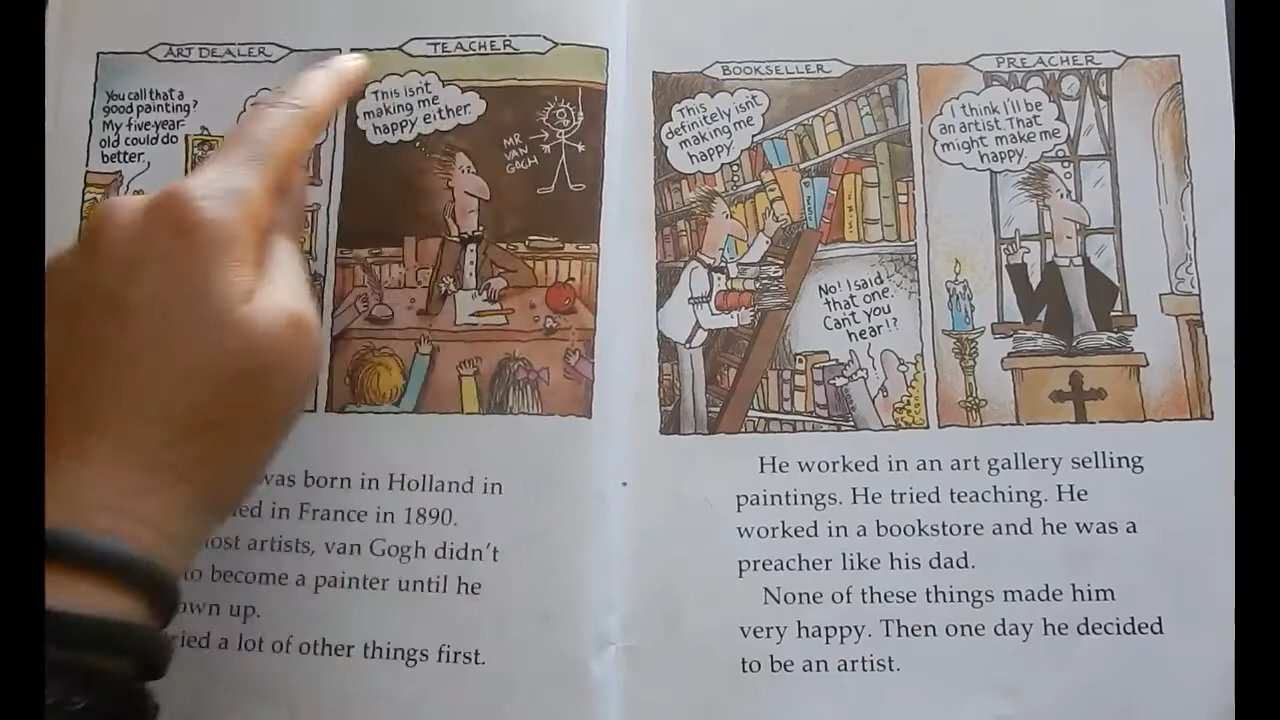 ART DEALER
You call that a
good painting?
My five-year-
old could do
better.
TEACHER
This isn't
making me
happy either.
MR
VAN
GOGH
BOOKSELLER
This
definitely isn't
making me
happy.
No! I said
that one.
Can't you
hear!?
PREACHER
I think I'll be
an artist. That
might make me
happy.
was born in Holland in
in France in 1890.
artists, van Gogh didn't
to become a painter until he
up.
a lot of other things first.
He worked in an art gallery selling
paintings. He tried teaching. He
worked in a bookstore and he was a
preacher like his dad.
None of these things made him
very happy. Then one day he decided
to be an artist.